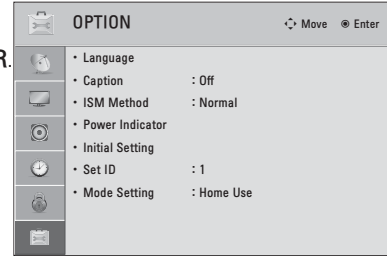 OPTION
Move
Enter
R.
• Language
• Caption : Off
• ISM Method : Normal
• Power Indicator
• Initial Setting
• Set ID : 1
• Mode Setting : Home Use